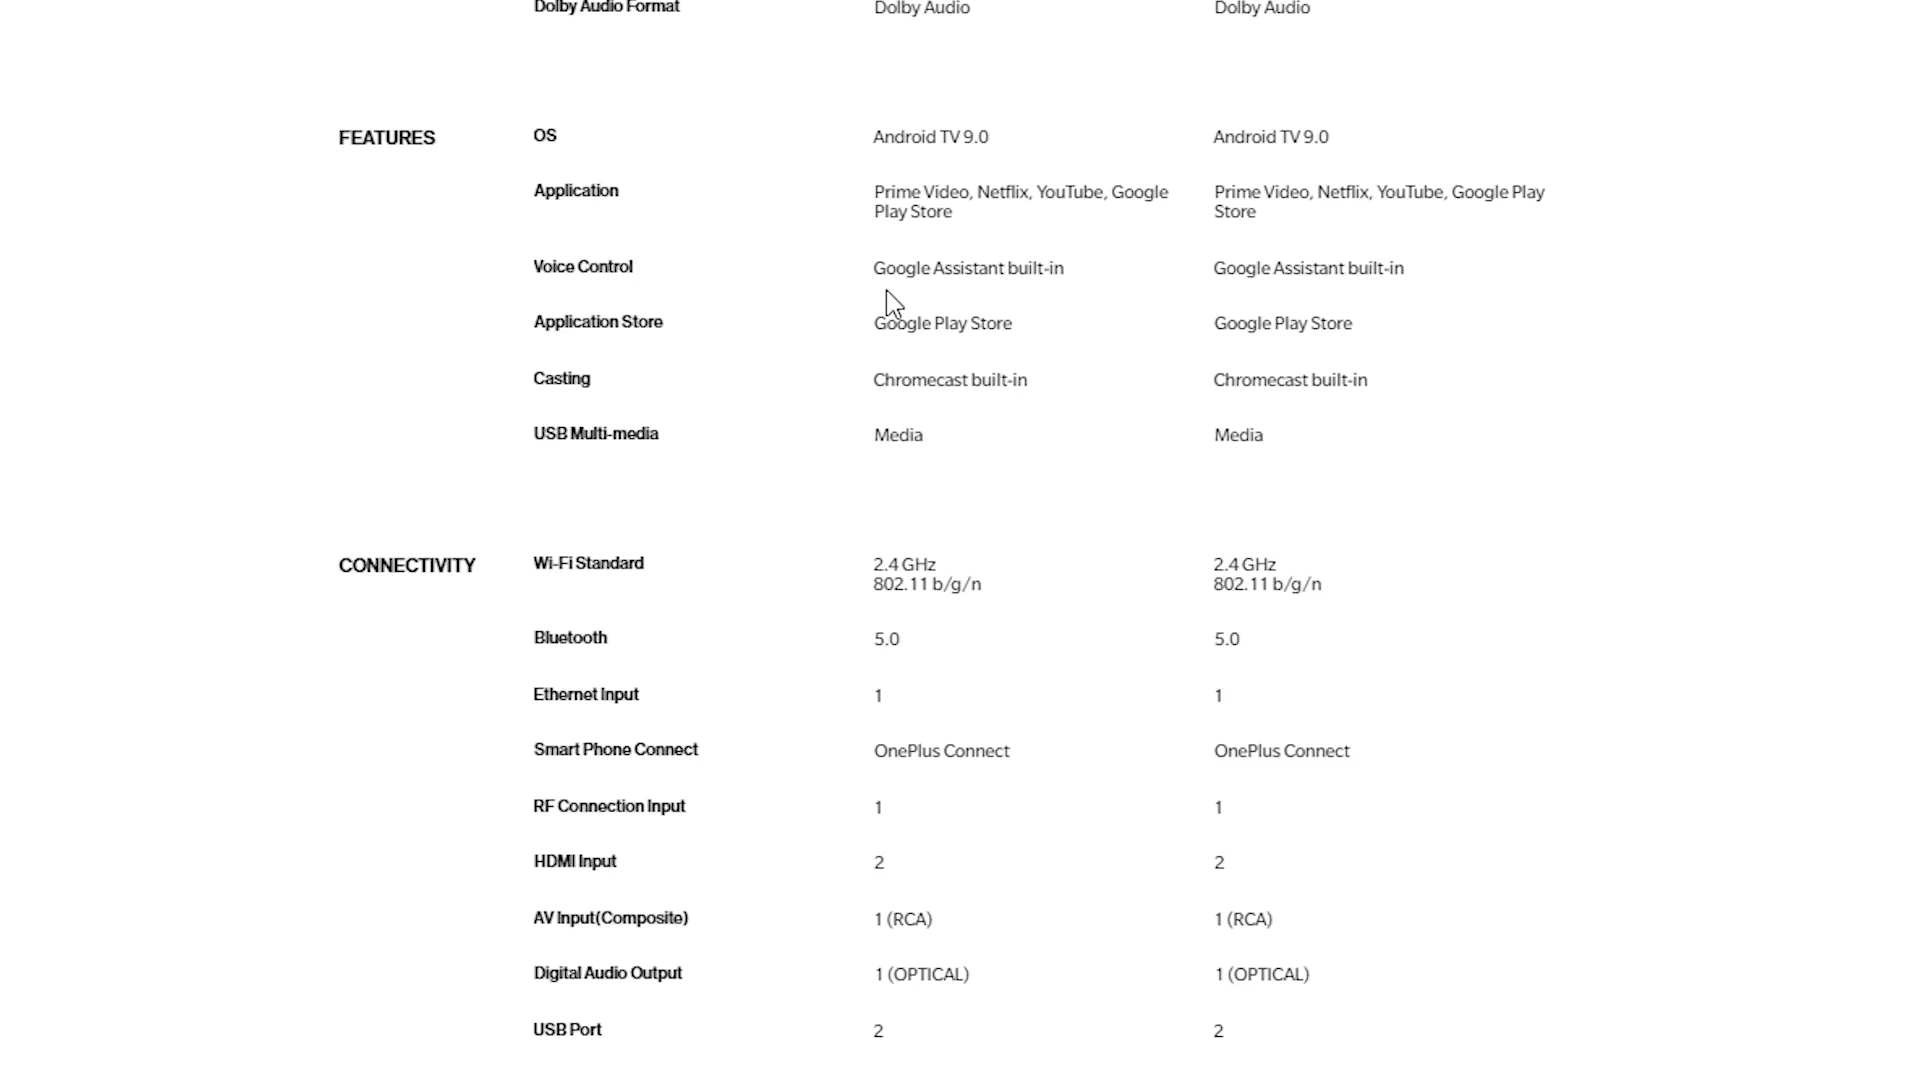 Dolby Audio Format Dolby Audio Dolby Audio
FEATURES OS Android TV 9.0 Android TV 9.0
Application Prime Video, Netflix, YouTube, Google Prime Video, Netflix, YouTube, Google Play
Play Store Store
Voice Control Google Assistant built-in Google Assistant built-in
Application Store Google Play Store Google Play Store
Casting Chromecast built-in Chromecast built-in
USB Multi-media Media Media
CONNECTIVITY Wi-Fi Standard 2.4 GHz 2.4 GHz
802.11 b/g/n 802.11 b/g/n
Bluetooth 5.0 5.0
Ethernet Input 1 1
Smart Phone Connect OnePlus Connect OnePlus Connect
RF Connection Input 1 1
HDMI Input 2 2
AV Input(Composite) 1 (RCA) 1 (RCA)
Digital Audio Output 1 (OPTICAL) 1 (OPTICAL)
USB Port 2 2